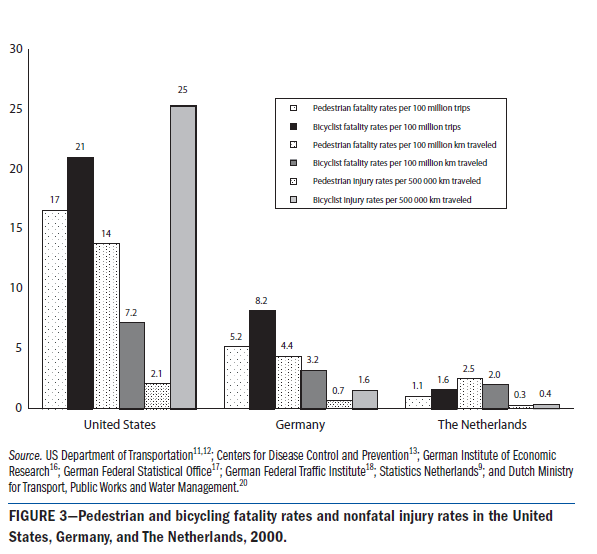 30
25
20
15
10
5
0
Pedestrian fatality rates per 100 million trips
Bicyclist fatality rates per 100 million trips
Pedestrian fatality rates per 100 million km traveled
Bicyclist fatality rates per 100 million km traveled
Pedestrian injury rates per 500 000 km traveled
Bicyclist injury rates per 500 000 km traveled
17
21
14
7.2
2.1
25
5.2
8.2
4.4
3.2
0.7
1.6
1.1
1.6
2.5
2.0
0.3
0.4
United States
Germany
The Netherlands
Source. US Department of Transportation11,12; Centers for Disease Control and Prevention13; German Institute of Economic
Research16; German Federal Statistical Office17; German Federal Traffic Institute18; Statistics Netherlands9; and Dutch Ministry
for Transport, Public Works and Water Management.20
FIGURE 3—Pedestrian and bicycling fatality rates and nonfatal injury rates in the United
States, Germany, and The Netherlands, 2000.